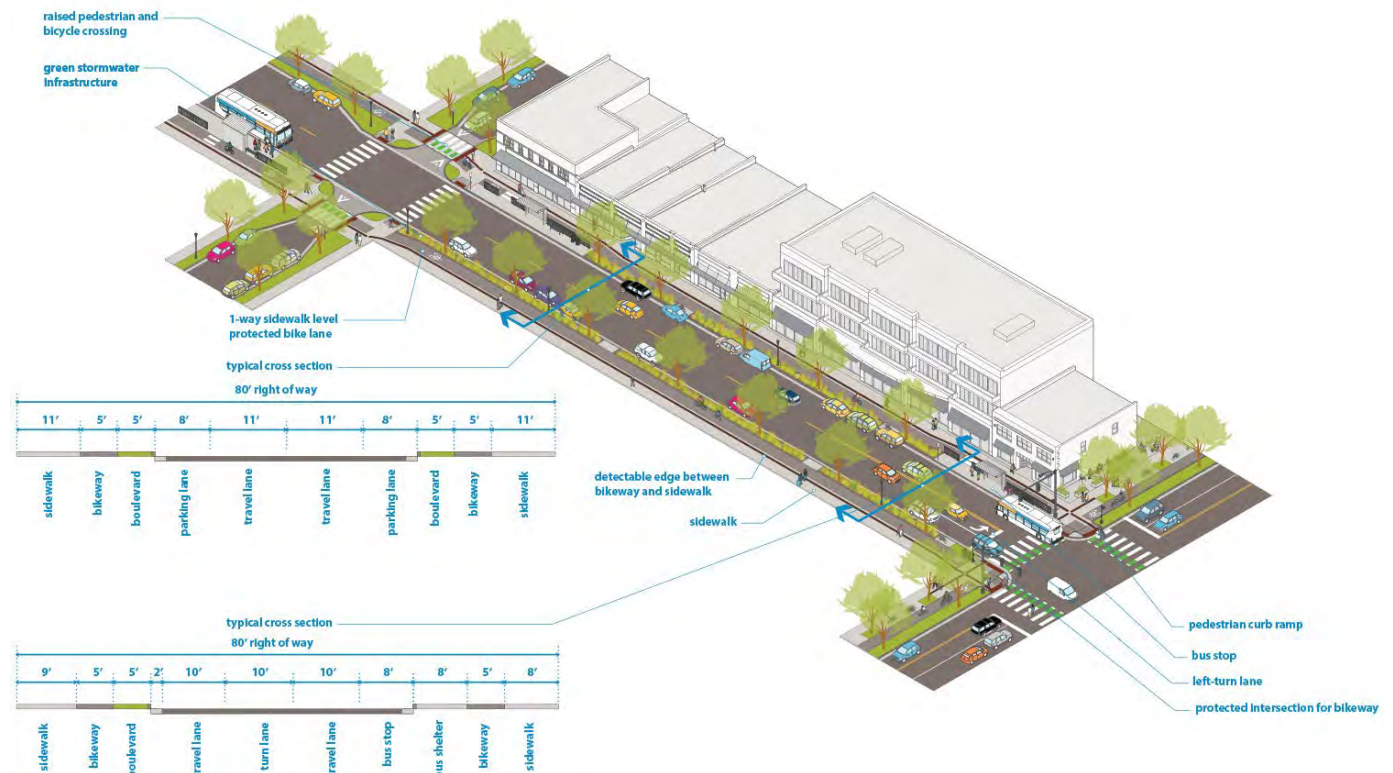 raised pedestrian and
bicycle crossing
green stormwater
infrastructure
1-way sidewalk level
protected bike lane
typical cross section
80' right of way
11' 5' 5' 8' 11' 11' 8' 5' 5' 11'
sidewalk
bikeway
boulevard
parking lane
travel lane
travel lane
parking lane
boulevard
bikeway
sidewalk
detectable edge between
bikeway and sidewalk
sidewalk
typical cross section
80' right of way
9' 5' 5' 2' 10' 10' 10' 8' 8' 5' 8'
sidewalk
bikeway
boulevard
travel lane
turn lane
travel lane
bus stop
bus shelter
bikeway
sidewalk
pedestrian curb ramp
bus stop
left-turn lane
protected intersection for bikeway